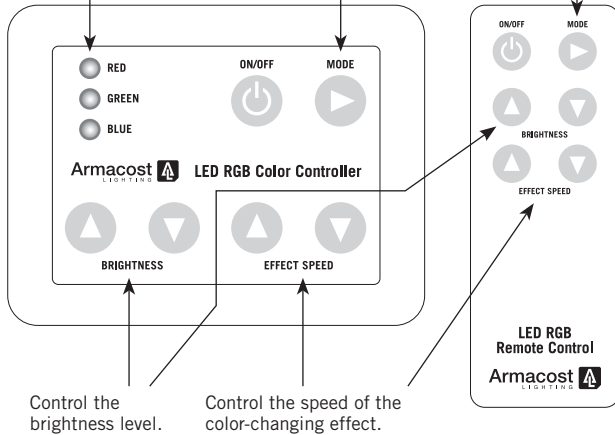 RED
GREEN
BLUE
ON/OFF
MODE
Armacost
LIGHTING
LED RGB Color Controller
BRIGHTNESS
EFFECT SPEED
ON/OFF
MODE
BRIGHTNESS
EFFECT SPEED
LED RGB
Remote Control
Armacost
LIGHTING
Control the
brightness level.
Control the speed of the
color-changing effect.